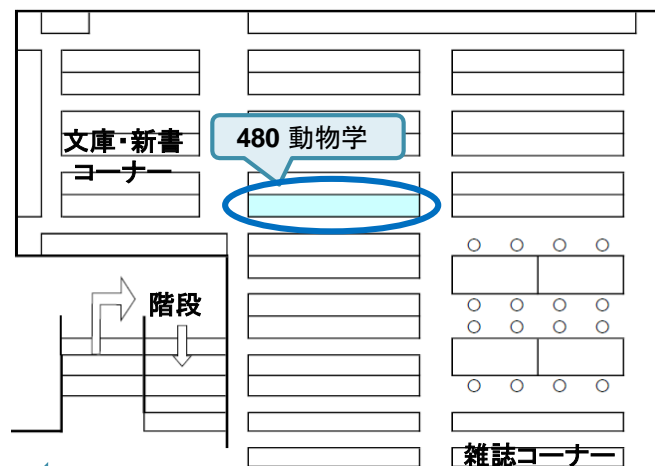 480 動物学
文庫・新書
コーナー
階段
雑誌コーナー